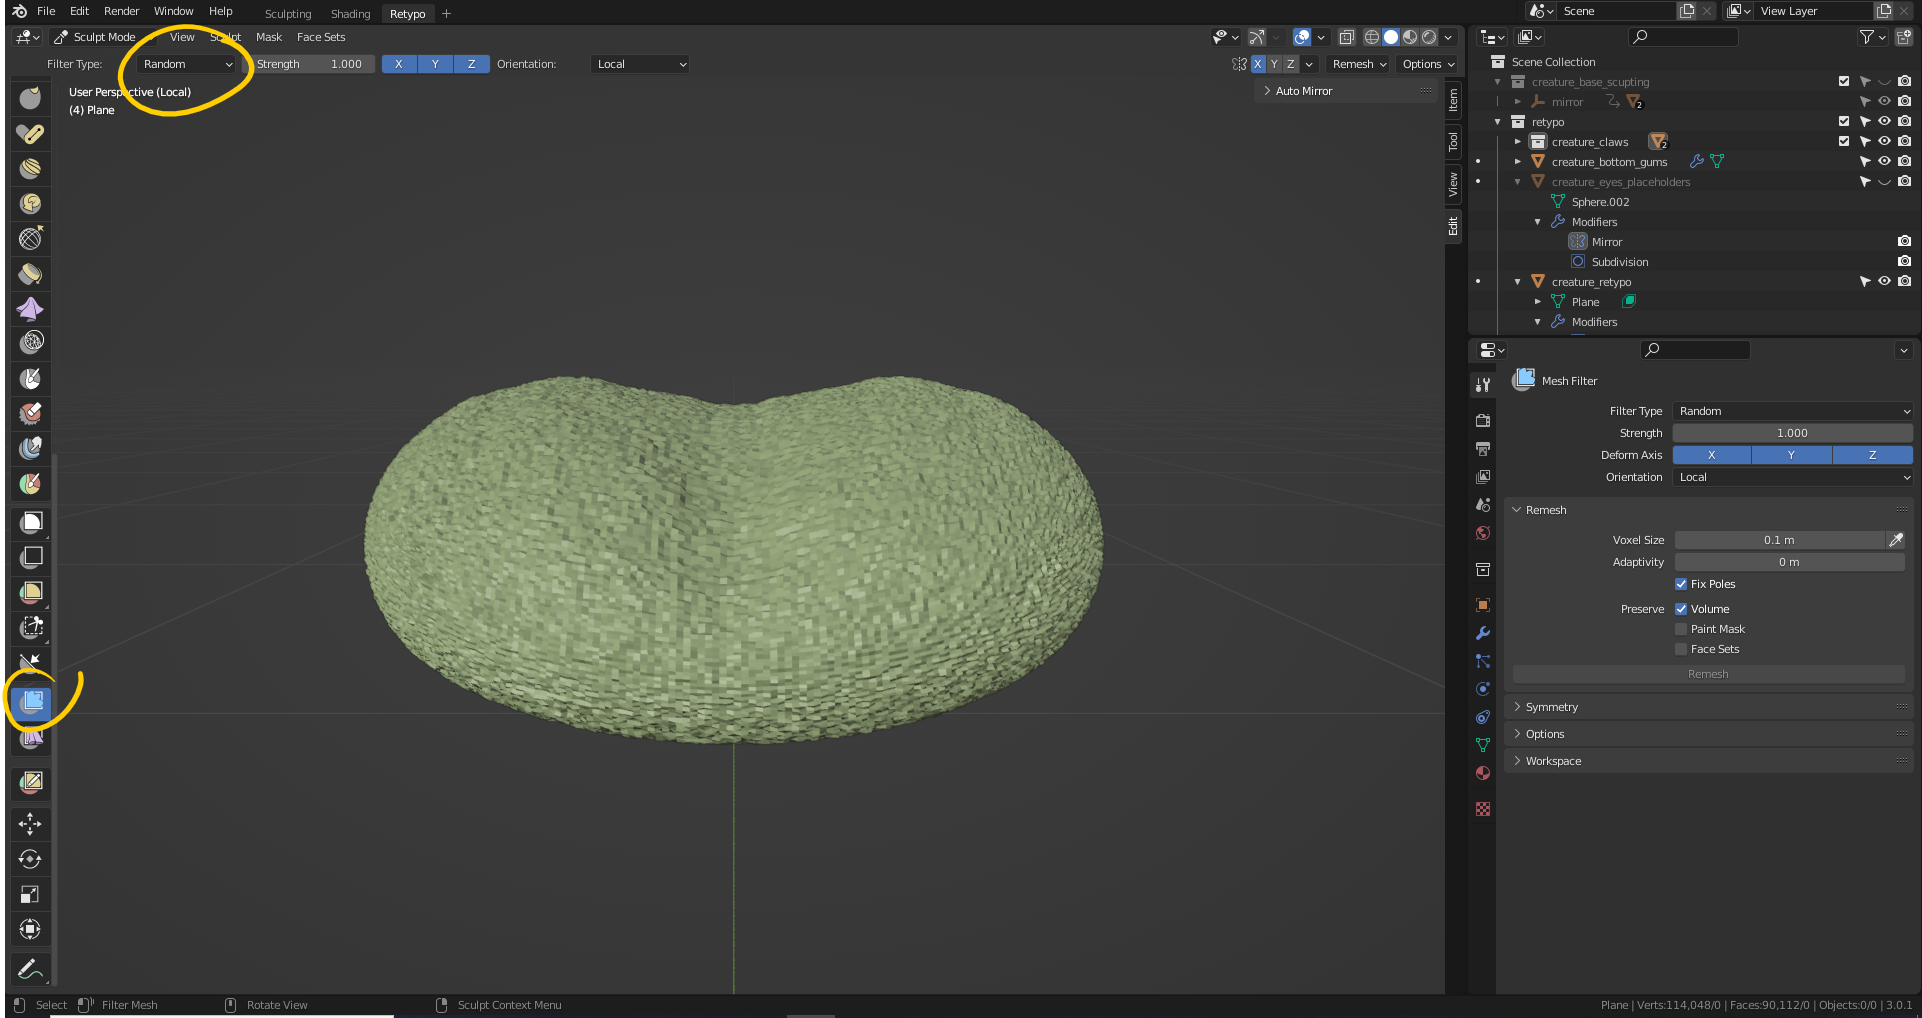 File Edit Render Window Help
Sculpting Shading Retypo +
Scene
View Layer
Sculpt Mode View Sculpt Mask Face Sets
Filter Type: Random Strength 1.000 X Y Z Orientation: Local
X Y Z Remesh Options
User Perspective (Local)
(4) Plane
Auto Mirror
Item
Tool
View
Edit
Scene Collection
creature_base_scupting
mirror 2
retypo
creature_claws 2
creature_bottom_gums
creature_eyes_placeholders
Sphere.002
Modifiers
Mirror
Subdivision
creature_retypo
Plane
Modifiers
Mesh Filter
Filter Type Random
Strength 1.000
Deform Axis X Y Z
Orientation Local
Remesh
Voxel Size 0.1 m
Adaptivity 0 m
Fix Poles
Preserve Volume
Paint Mask
Face Sets
Remesh
Symmetry
Options
Workspace
Select Filter Mesh Rotate View Sculpt Context Menu
Plane | Verts:114,048/0 | Faces:90,112/0 | Objects:0/0 | 3.0.1